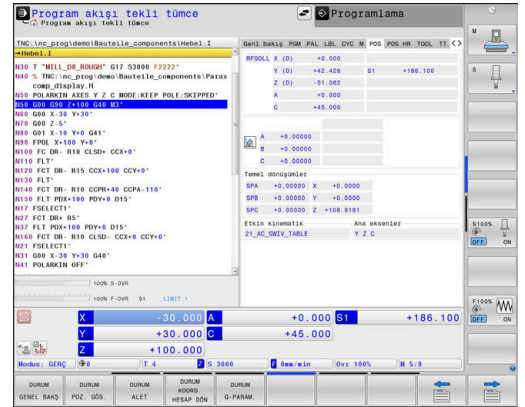 Program akışı tekli tümce
Program akışı tekli tümce
Programlama
TNC:\nc_prog\demo\Bauteile_components\Hebel.I
→Hebel.I
N30 T "MILL_D8_ROUGH" G17 S3000 F2222*
N40 % TNC:\nc_prog\demo\Bauteile_components\Parax
comp_display.H
N50 POLARKIN AXES Y Z C MODE:KEEP POLE:SKIPPED*
N50 G00 G90 Z+100 G40 M3*
N60 G00 X-30 Y+30*
N70 G00 Z-5*
N80 G01 X-10 Y+0 G41*
N90 FPOL X+100 Y+0*
N100 FC DR- R10 CLSD+ CCX+0*
N110 FLT*
N120 FCT DR- R15 CCX+100 CCY+0*
N130 FLT*
N140 FCT DR- R10 CCPR+40 CCPA-110*
N150 FLT PDX+100 PDY+0 D15*
N17 FSELECT1*
N27 FCT DR+ R5*
N37 FLT PDX+100 PDY+0 D15*
N160 FCT DR- R10 CLSD- CCX+0 CCY+0*
N21 FSELECT1*
N31 G00 X-30 Y+30 G40*
N41 POLARKIN OFF*
100% S-OVR
100% F-OVR S1 LIMIT 1
Genl bakış PGM PAL LBL CYC M POS POS HR TOOL TT
RFSOLL X (D) +0.000
Y (D) +42.426 S1 +186.100
Z (D) -51.082
A +0.000
C +45.000
A +0.00000
B +0.00000
C +0.00000
Temel dönüşümler
SPA +0.00000 X +0.0000
SPB +0.00000 Y +0.0000
SPC +0.00000 Z +108.9181
Etkin kinematik Ana eksenler
21_AC_SWIV_TABLE Y Z C
X -30.000 A +0.000 S1 +186.100
Y +30.000 C +45.000
Z +100.000
Modus: GERÇ 0 T 4 Z S 3000 F 0mm/min Ovr 100% M 5/9
DURUM GENEL BAKŞ
DURUM POZ. GÖS.
DURUM ALET
DURUM KOORD. HESAP DÖN
DURUM Q-PARAM.
M
S
S100%
OFF ON
F100%
OFF ON